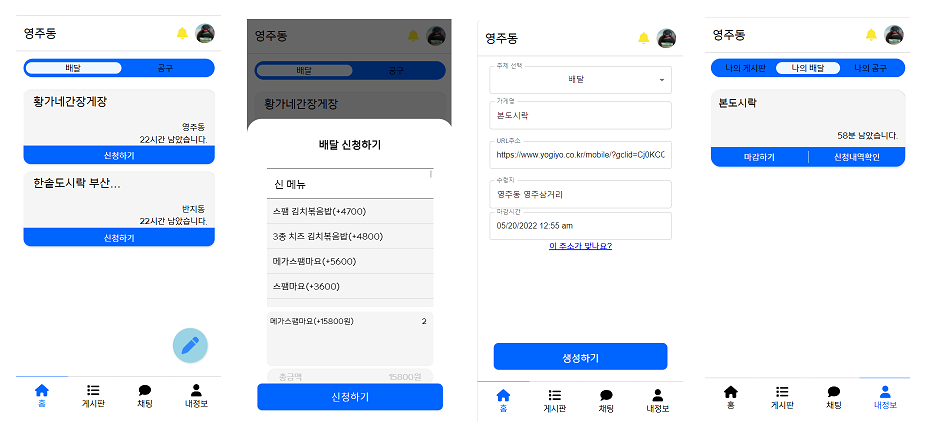 영주동
배달
공구
황가네간장게장
영주동
22시간 남았습니다.
신청하기
한솥도시락 부산...
반지동
22시간 남았습니다.
신청하기
홈
게시판
채팅
내정보
영주동
배달
공구
황가네간장게장
배달 신청하기
신 메뉴
스팸 김치볶음밥(+4700)
3종 치즈 김치볶음밥(+4800)
메가스팸마요(+5600)
스팸마요(+3600)
메가스팸마요(+15800원) 2
총금액 15800원
신청하기
영주동
주제 선택
배달
가게명
본도시락
URL주소
https://www.yogiyo.co.kr/mobile/?gclid=Cj0KCC
수령지
영주동 영주삼거리
마감시간
05/20/2022 12:55 am
이 주소가 맞나요?
생성하기
홈
게시판
채팅
내정보
영주동
나의 게시판
나의 배달
나의 공구
본도시락
58분 남았습니다.
마감하기
신청내역확인
홈
게시판
채팅
내정보